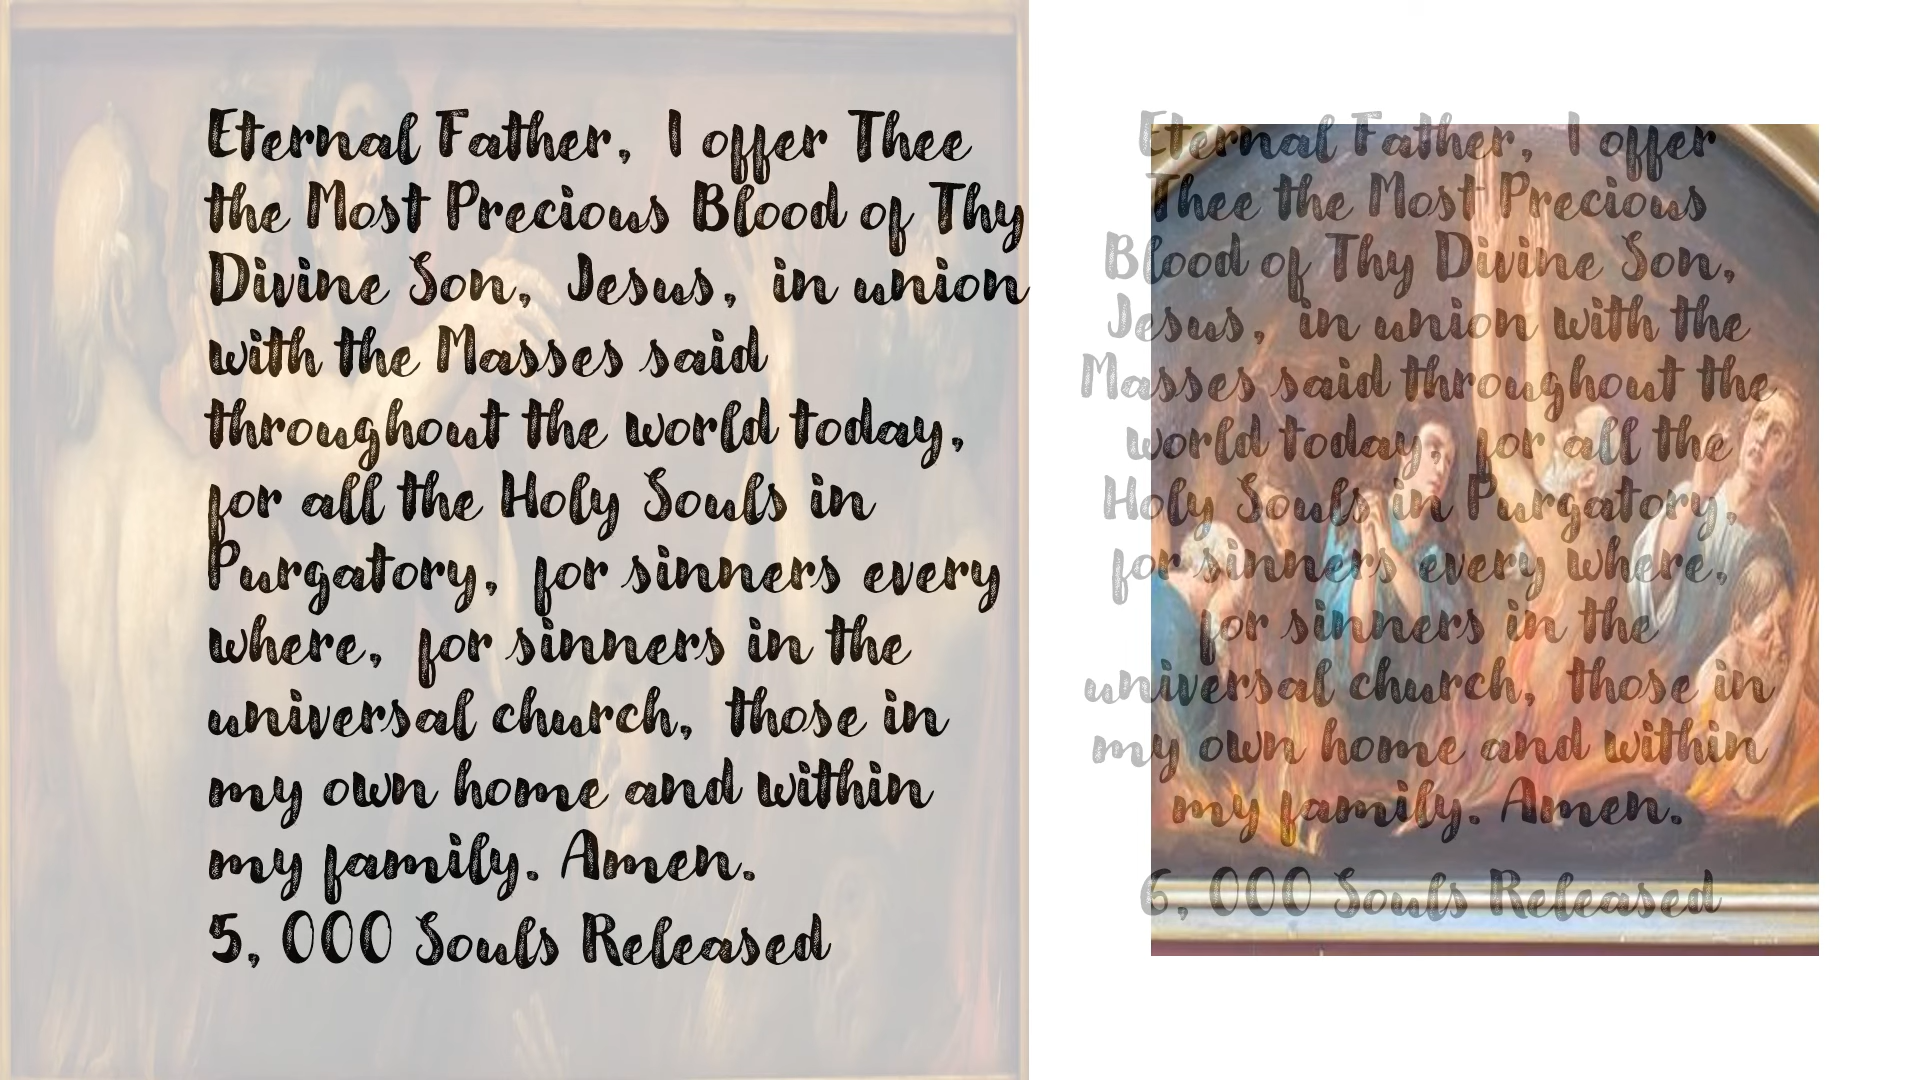 Eternal Father, I offer Thee
the Most Precious Blood of Thy
Divine Son, Jesus, in union
with the Masses said
throughout the world today,
for all the Holy Souls in
Purgatory, for sinners every
where, for sinners in the
universal church, those in
my own home and within
my family. Amen.
5, 000 Souls Released
Eternal Father, I offer
Thee the Most Precious
Blood of Thy Divine Son,
Jesus, in union with the
Masses said throughout the
world today, for all the
Holy Souls in Purgatory,
for sinners every where,
for sinners in the
universal church, those in
my own home and within
my family. Amen.
6, 000 Souls Released